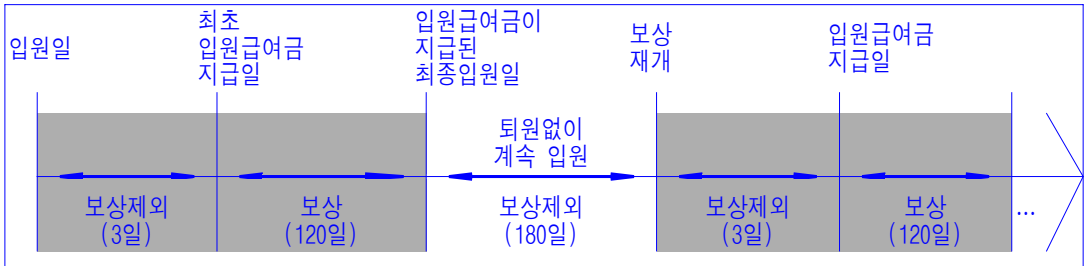 입원일
최초
입원급여금
지급일
입원급여금이
지급된
최종입원일
보상
재개
입원급여금
지급일
퇴원없이
계속 입원
보상제외
(3일)
보상
(120일)
보상제외
(180일)
보상제외
(3일)
보상
(120일)
...